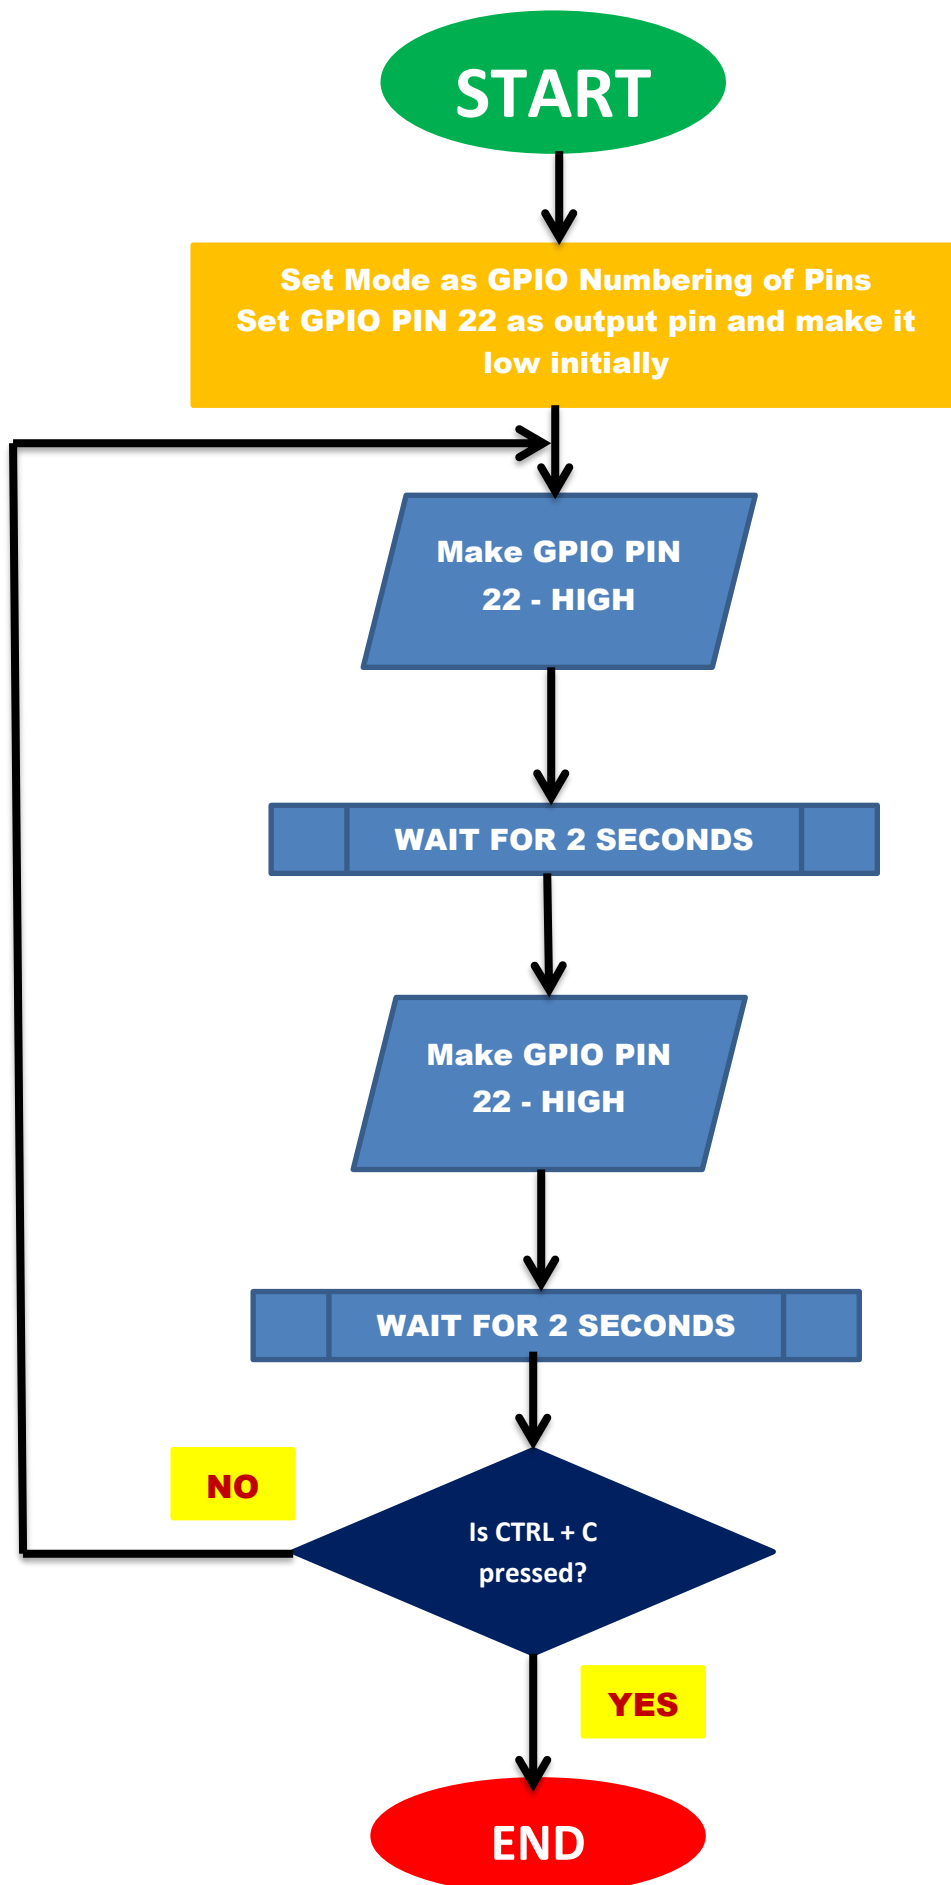 START
Set Mode as GPIO Numbering of Pins
Set GPIO PIN 22 as output pin and make it
low initially
Make GPIO PIN
22 - HIGH
WAIT FOR 2 SECONDS
Make GPIO PIN
22 - HIGH
WAIT FOR 2 SECONDS
NO
Is CTRL + C
pressed?
YES
END